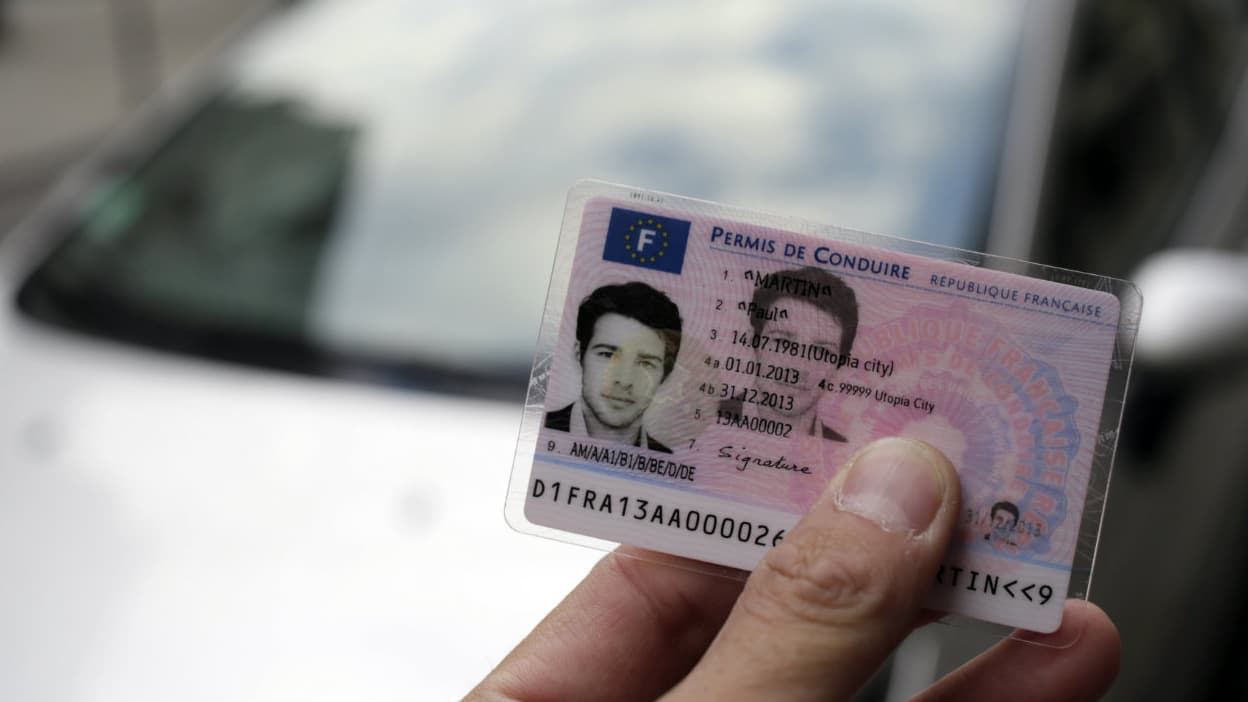 F
PERMIS DE CONDUIRE RÉPUBLIQUE FRANÇAISE
1. "MARTIN"
2 "Paul"
3. 14.07.1981(Utopia city)
4a.01.01.2013 4c.99999 Utopia City
4b 31.12.2013
5. 13AA00002
7. Signature
9. AM/A/A1/B1/B/BE/D/DE
31/12/2013
D1FRA13AA000026
RTIN<<9